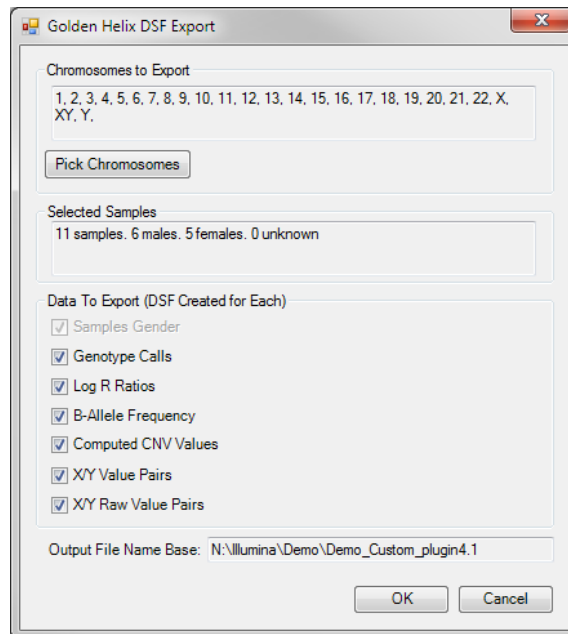 Golden Helix DSF Export
Chromosomes to Export
1, 2, 3, 4, 5, 6, 7, 8, 9, 10, 11, 12, 13, 14, 15, 16, 17, 18, 19, 20, 21, 22, X,
XY, Y,
Pick Chromosomes
Selected Samples
11 samples. 6 males. 5 females. 0 unknown
Data To Export (DSF Created for Each)
Samples Gender
Genotype Calls
Log R Ratios
B-Allele Frequency
Computed CNV Values
X/Y Value Pairs
X/Y Raw Value Pairs
Output File Name Base: N:\Illumina\Demo\Demo_Custom_plugin4.1
OK Cancel